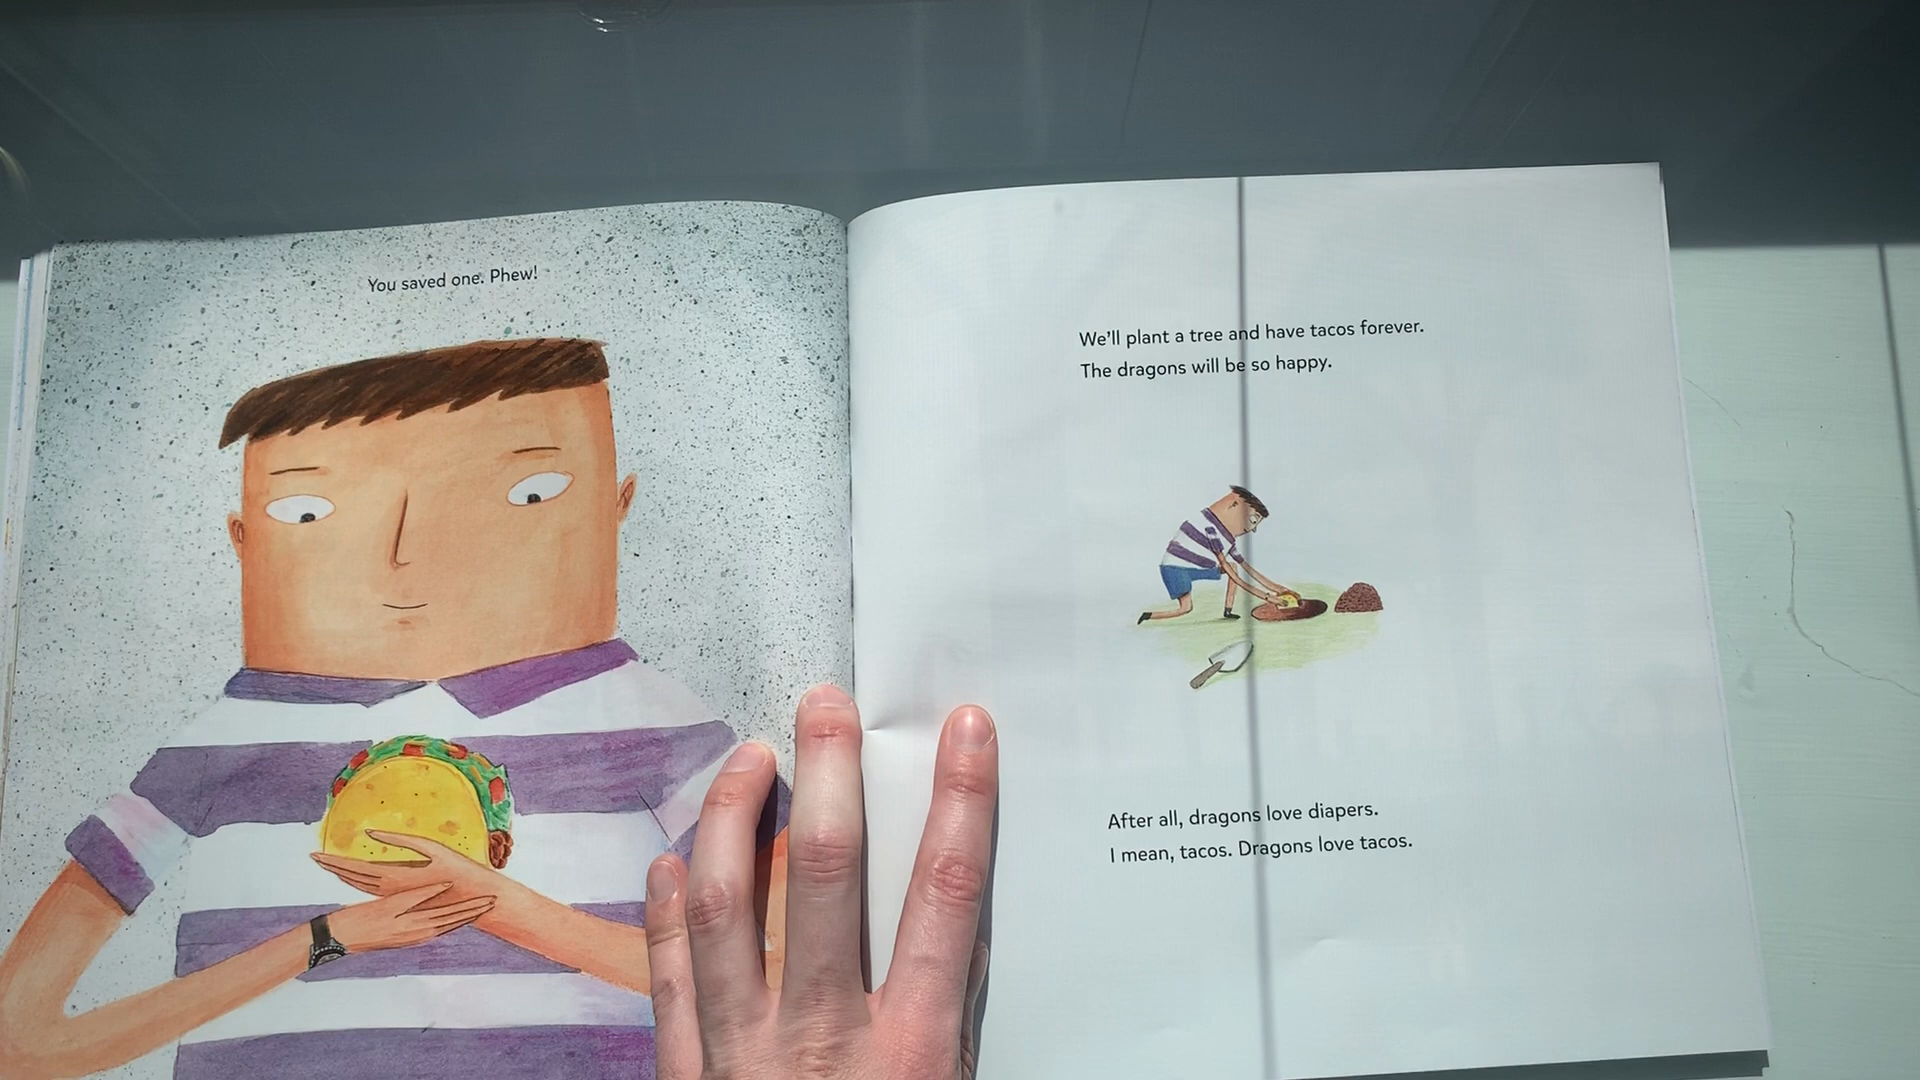 You saved one. Phew!
We'll plant a tree and have tacos forever.
The dragons will be so happy.
After all, dragons love diapers.
I mean, tacos. Dragons love tacos.